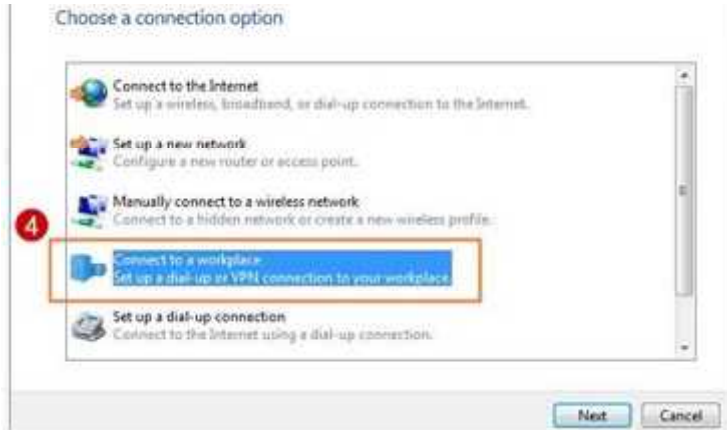 Choose a connection option
Connect to the Internet
Set up a wireless, broadband, or dial-up connection to the Internet.
Set up a new network
Configure a new router or access point.
Manually connect to a wireless network
Connect to a hidden network or create a new wireless profile.
4
Connect to a workplace
Set up a dial-up or VPN connection to your workplace.
Set up a dial-up connection
Connect to the Internet using a dial-up connection.
Next
Cancel